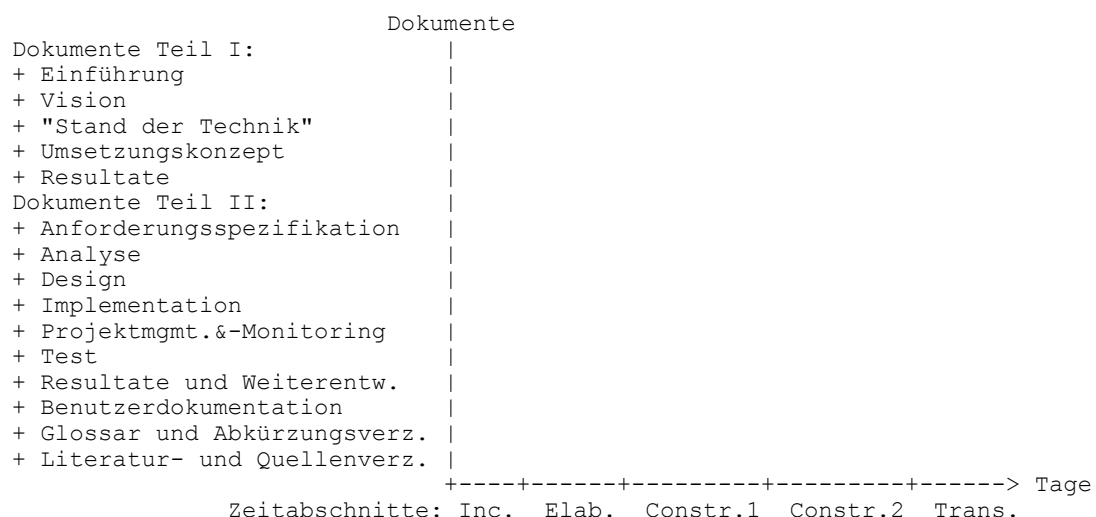 Dokumente
Dokumente Teil I: |
+ Einführung |
+ Vision |
+ "Stand der Technik" |
+ Umsetzungskonzept |
+ Resultate |
Dokumente Teil II: |
+ Anforderungsspezifikation |
+ Analyse |
+ Design |
+ Implementation |
+ Projektmgmt.&-Monitoring |
+ Test |
+ Resultate und Weiterentw. |
+ Benutzerdokumentation |
+ Glossar und Abkürzungsverz. |
+ Literatur- und Quellenverz. |
+----+------+---------+---------+------> Tage
Zeitabschnitte: Inc. Elab. Constr.1 Constr.2 Trans.